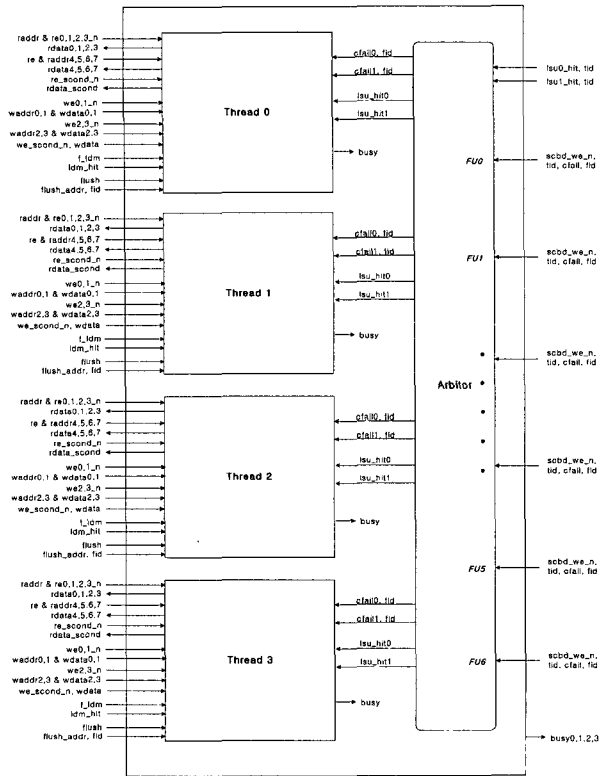 raddr & re0,1,2,3_n
rdata0,1,2,3
re & raddr4,5,6,7
rdata4,5,6,7
re_scond_n
rdata_scond
we0,1_n
waddr0,1 & wdata0,1
we2,3_n
waddr2,3 & wdata2,3
we_scond_n, wdata
f_ldm
ldm_hit
flush
flush_addr, fid
Thread 0
cfail0, fid
cfail1, fid
lsu_hit0
lsu_hit1
busy
raddr & re0,1,2,3_n
rdata0,1,2,3
re & raddr4,5,6,7
rdata4,5,6,7
re_scond_n
rdata_scond
we0,1_n
waddr0,1 & wdata0,1
we2,3_n
waddr2,3 & wdata2,3
we_scond_n, wdata
f_ldm
ldm_hit
flush
flush_addr, fid
Thread 1
cfail0, fid
cfail1, fid
lsu_hit0
lsu_hit1
busy
raddr & re0,1,2,3_n
rdata0,1,2,3
re & raddr4,5,6,7
rdata4,5,6,7
re_scond_n
rdata_scond
we0,1_n
waddr0,1 & wdata0,1
we2,3_n
waddr2,3 & wdata2,3
we_scond_n, wdata
f_ldm
ldm_hit
flush
flush_addr, fid
Thread 2
cfail0, fid
cfail1, fid
lsu_hit0
lsu_hit1
busy
raddr & re0,1,2,3_n
rdata0,1,2,3
re & raddr4,5,6,7
rdata4,5,6,7
re_scond_n
rdata_scond
we0,1_n
waddr0,1 & wdata0,1
we2,3_n
waddr2,3 & wdata2,3
we_scond_n, wdata
f_ldm
ldm_hit
flush
flush_addr, fid
Thread 3
cfail0, fid
cfail1, fid
lsu_hit0
lsu_hit1
busy
Arbitor
FU0
FU1
FU5
FU6
lsu0_hit, tid
lsu1_hit, tid
scbd_we_n,
tid, cfail, fid
scbd_we_n,
tid, cfail, fid
scbd_we_n,
tid, cfail, fid
scbd_we_n,
tid, cfail, fid
scbd_we_n,
tid, cfail, fid
scbd_we_n,
tid, cfail, fid
busy0,1,2,3